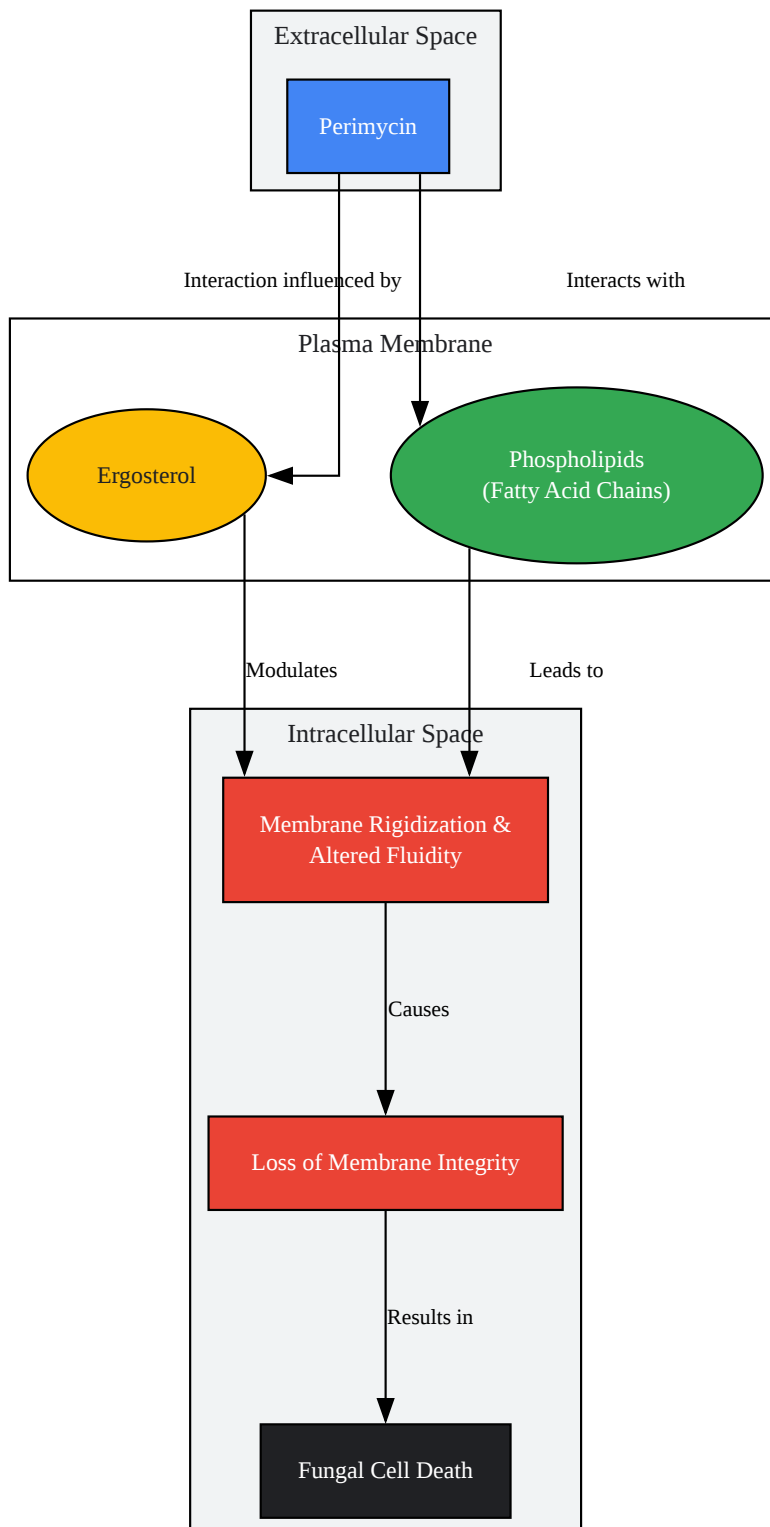 Extracellular Space
Perimycin
Interaction influenced by
Interacts with
Plasma Membrane
Ergosterol
Phospholipids
(Fatty Acid Chains)
Modulates
Leads to
Intracellular Space
Membrane Rigidization &
Altered Fluidity
Causes
Loss of Membrane Integrity
Results in
Fungal Cell Death